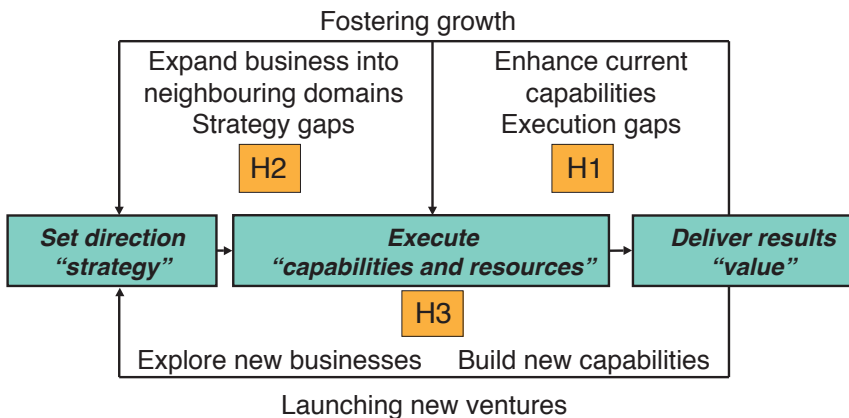 Fostering growth
Expand business into
neighbouring domains
Strategy gaps
H2
Enhance current
capabilities
Execution gaps
H1
Set direction
“strategy”
Execute
“capabilities and resources”
Deliver results
“value”
H3
Explore new businesses
Build new capabilities
Launching new ventures